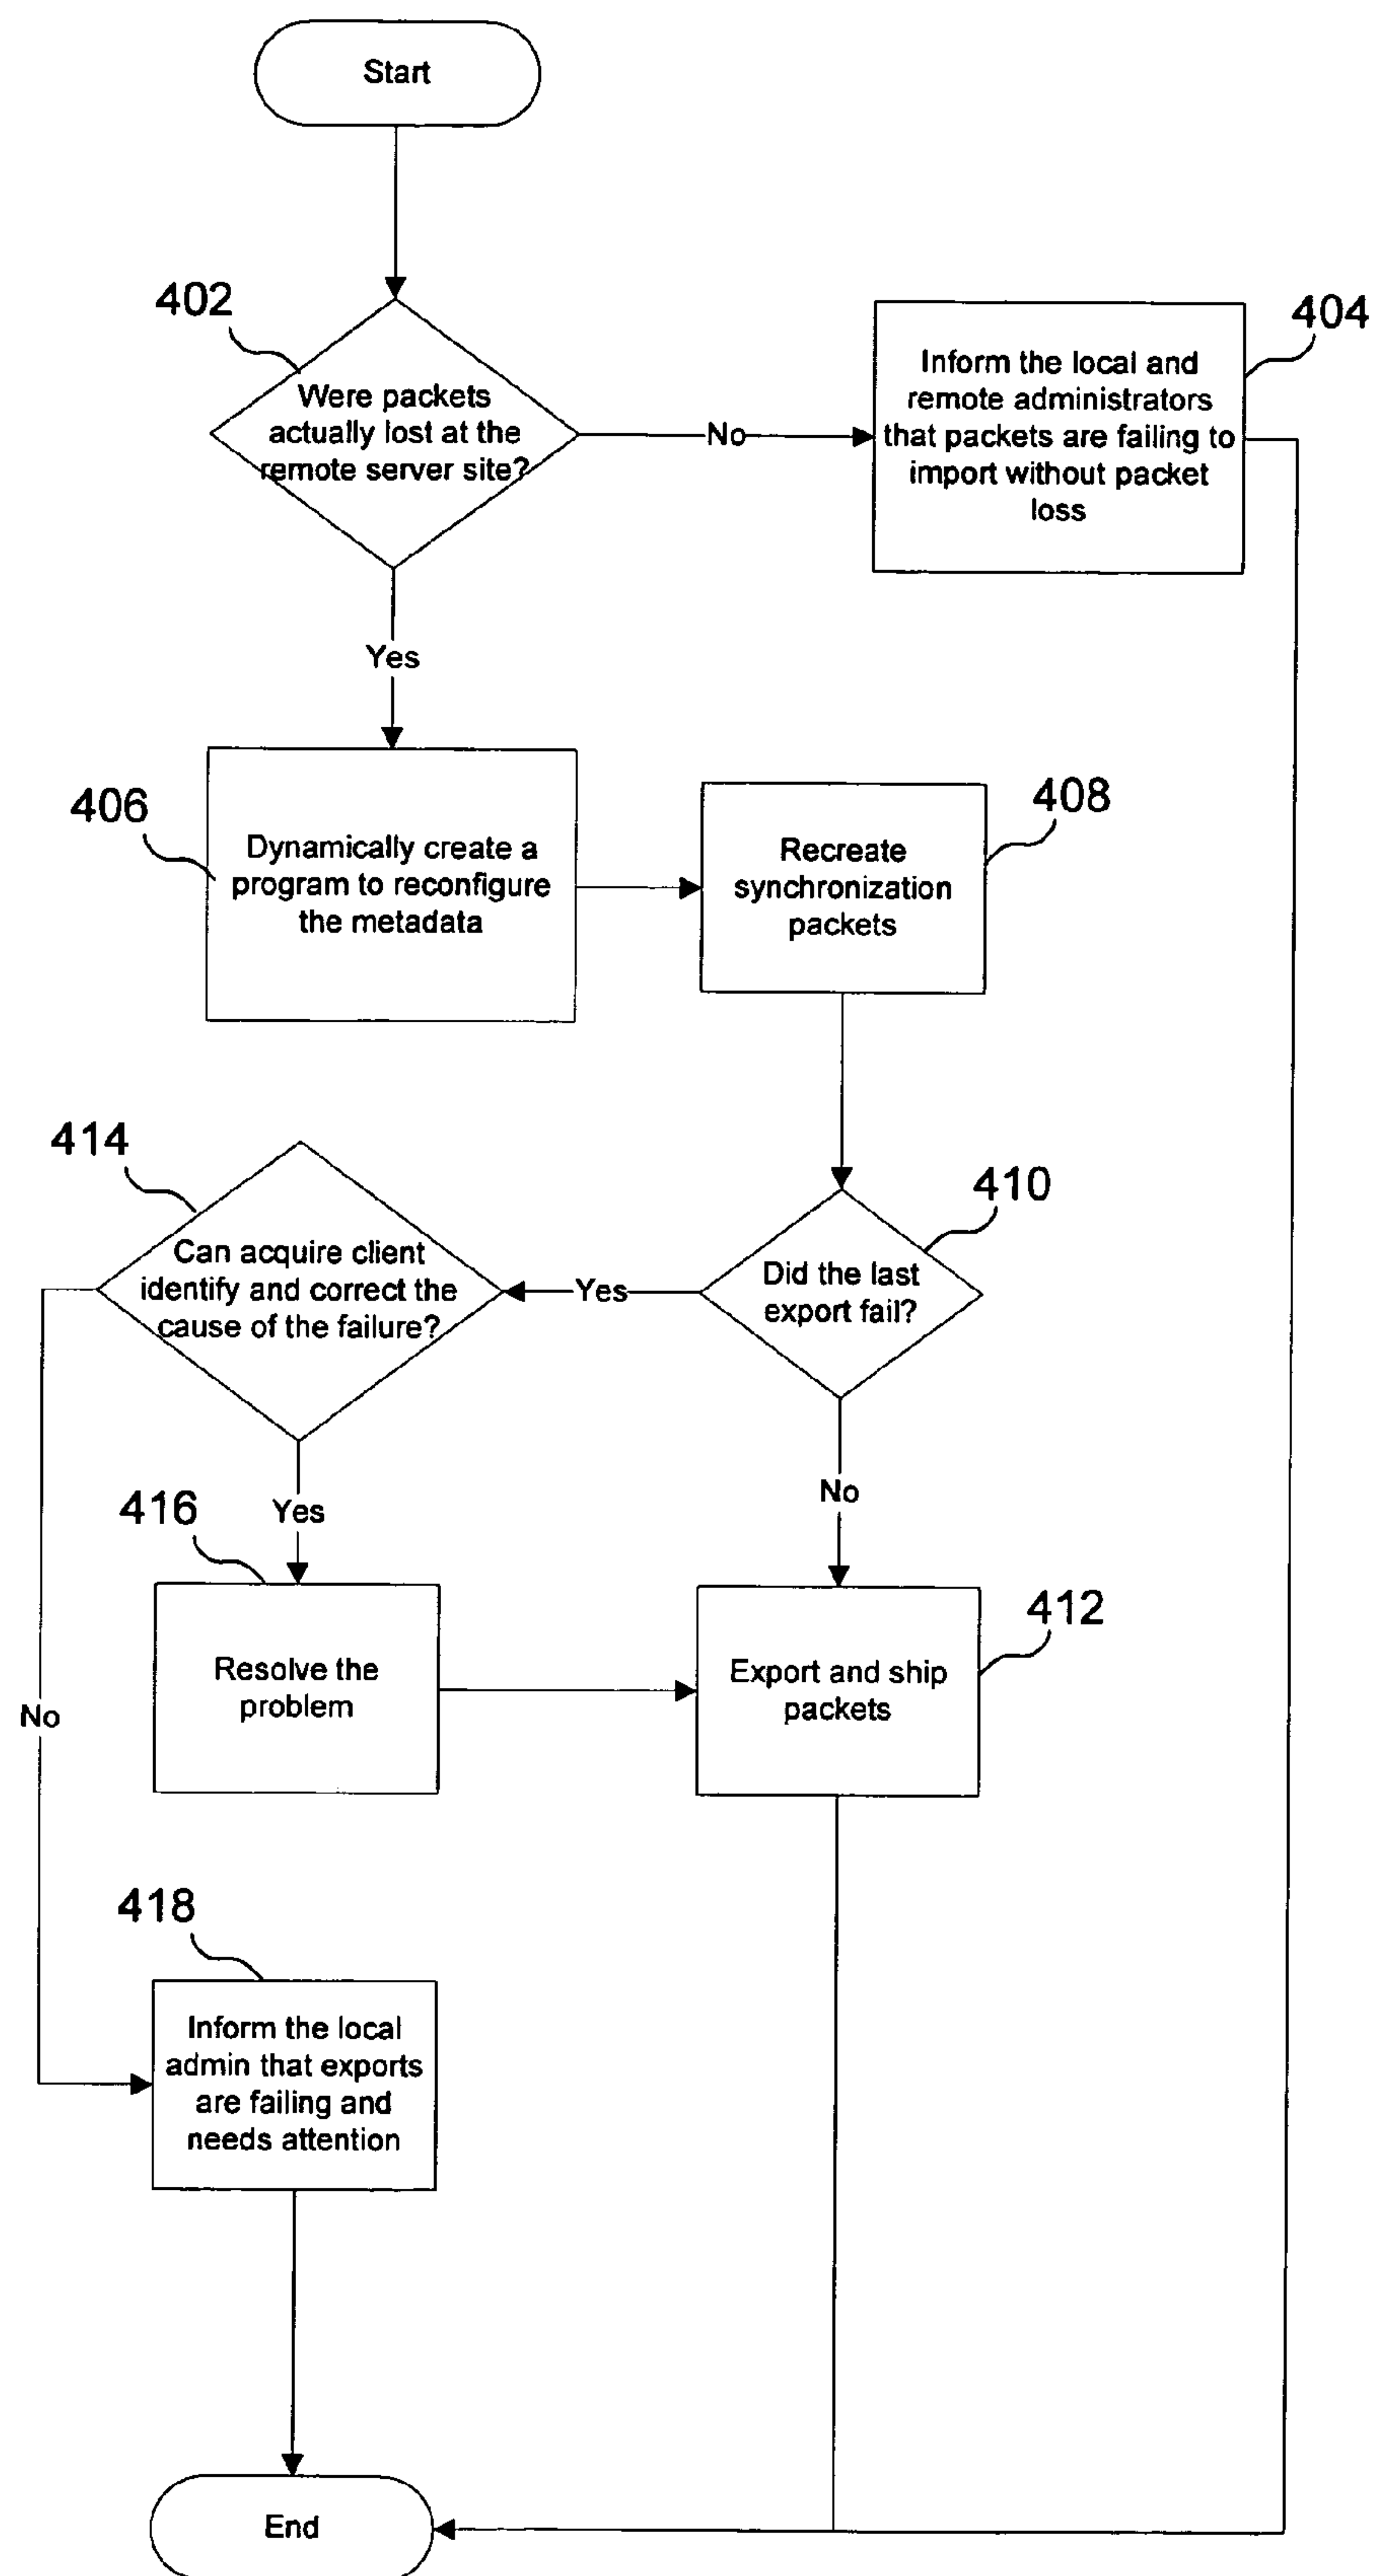 Start
402
Were packets
actually lost at the
remote server site?
No
404
Inform the local and
remote administrators
that packets are failing to
import without packet
loss
Yes
406
Dynamically create a
program to reconfigure
the metadata
408
Recreate
synchronization
packets
414
Can acquire client
identify and correct the
cause of the failure?
Yes
410
Did the last
export fail?
Yes
No
416
Resolve the
problem
412
Export and ship
packets
No
418
Inform the local
admin that exports
are failing and
needs attention
End